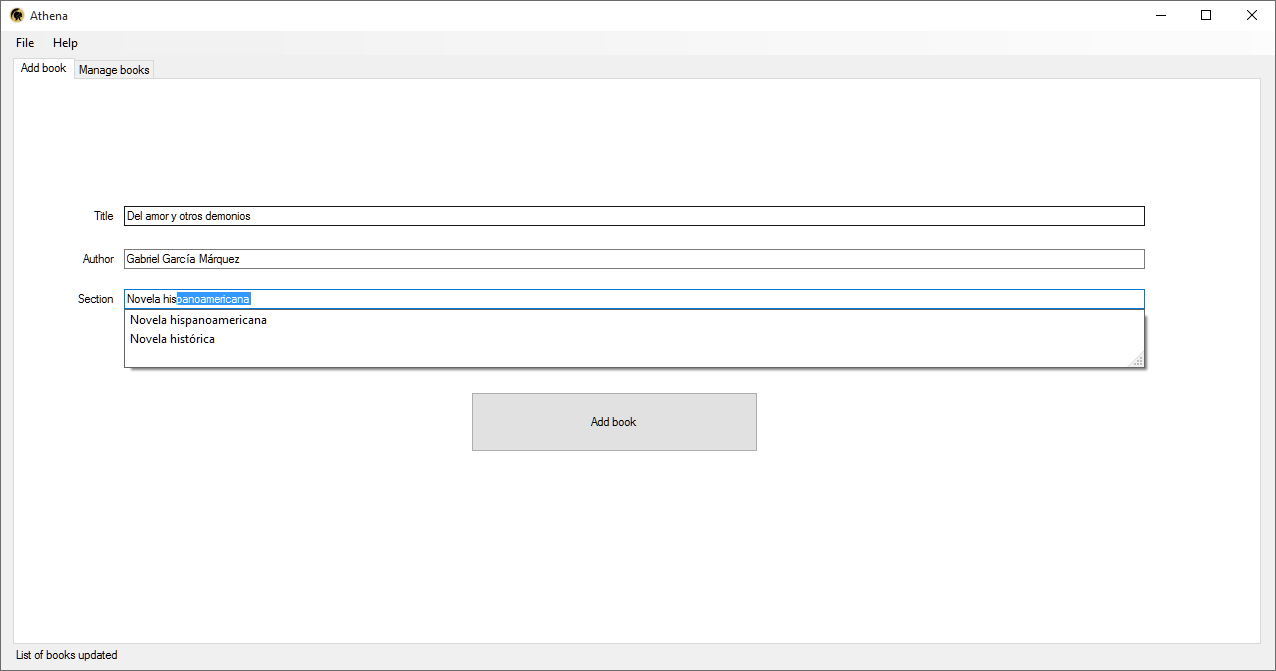 Athena
File Help
Add book Manage books
Title Del amor y otros demonios
Author Gabriel García Márquez
Section Novela hispanoamericana
Novela hispanoamericana
Novela histórica
Add book
List of books updated